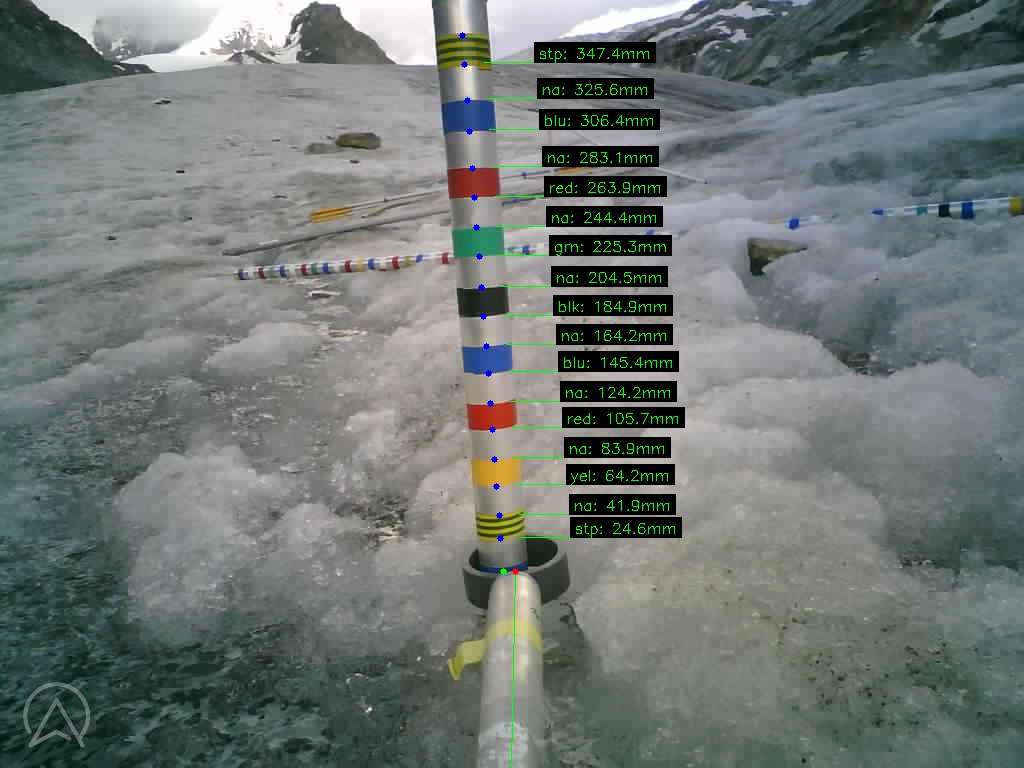 stp: 347.4mm
na: 325.6mm
blu: 306.4mm
na: 283.1mm
red: 263.9mm
na: 244.4mm
grn: 225.3mm
na: 204.5mm
blk: 184.9mm
na: 164.2mm
blu: 145.4mm
na: 124.2mm
red: 105.7mm
na: 83.9mm
yel: 64.2mm
na: 41.9mm
stp: 24.6mm